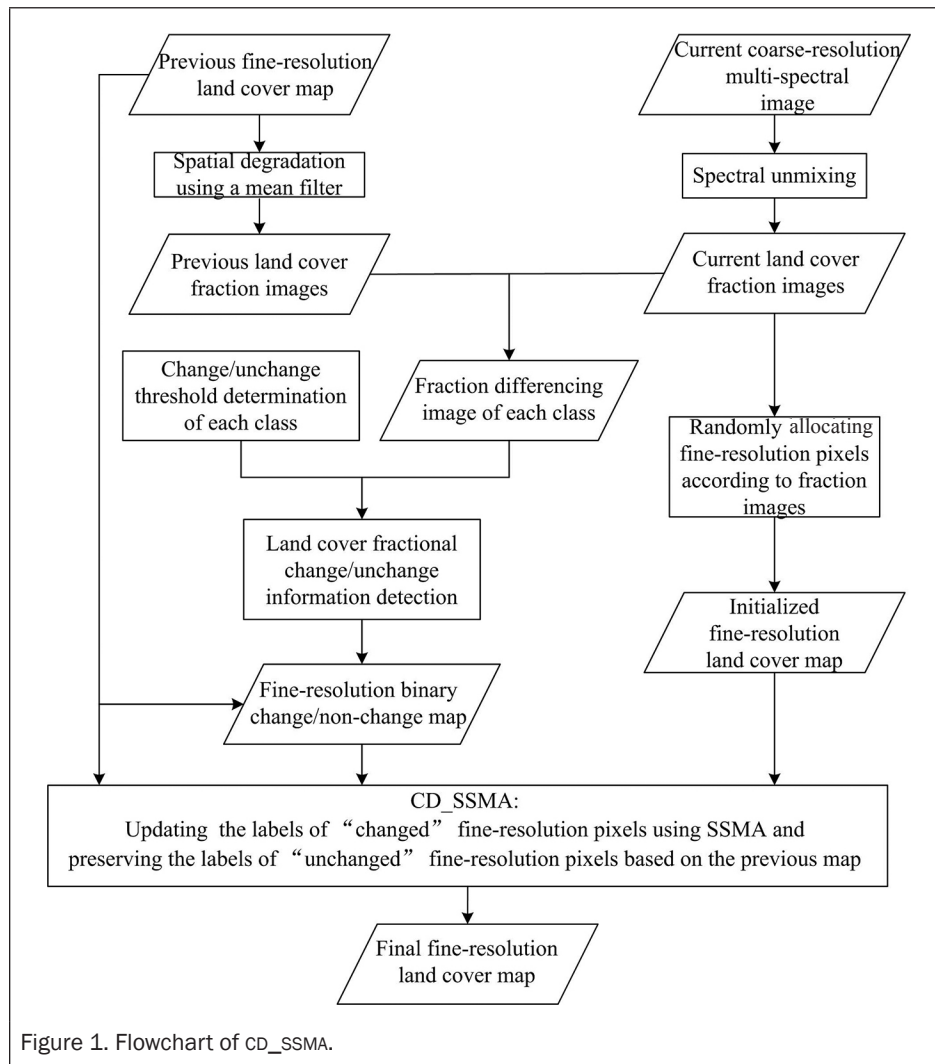 Previous fine-resolution
land cover map
Current coarse-resolution
multi-spectral
image
Spatial degradation
using a mean filter
Spectral unmixing
Previous land cover
fraction images
Current land cover
fraction images
Change/unchange
threshold determination
of each class
Fraction differencing
image of each class
Randomly allocating
fine-resolution pixels
according to fraction
images
Land cover fractional
change/unchange
information detection
Initialized
fine-resolution
land cover map
Fine-resolution binary
change/non-change map
CD_SSMA:
Updating the labels of “changed” fine-resolution pixels using SSMA and
preserving the labels of “unchanged” fine-resolution pixels based on the previous map
Final fine-resolution
land cover map
Figure 1. Flowchart of CD_SSMA.